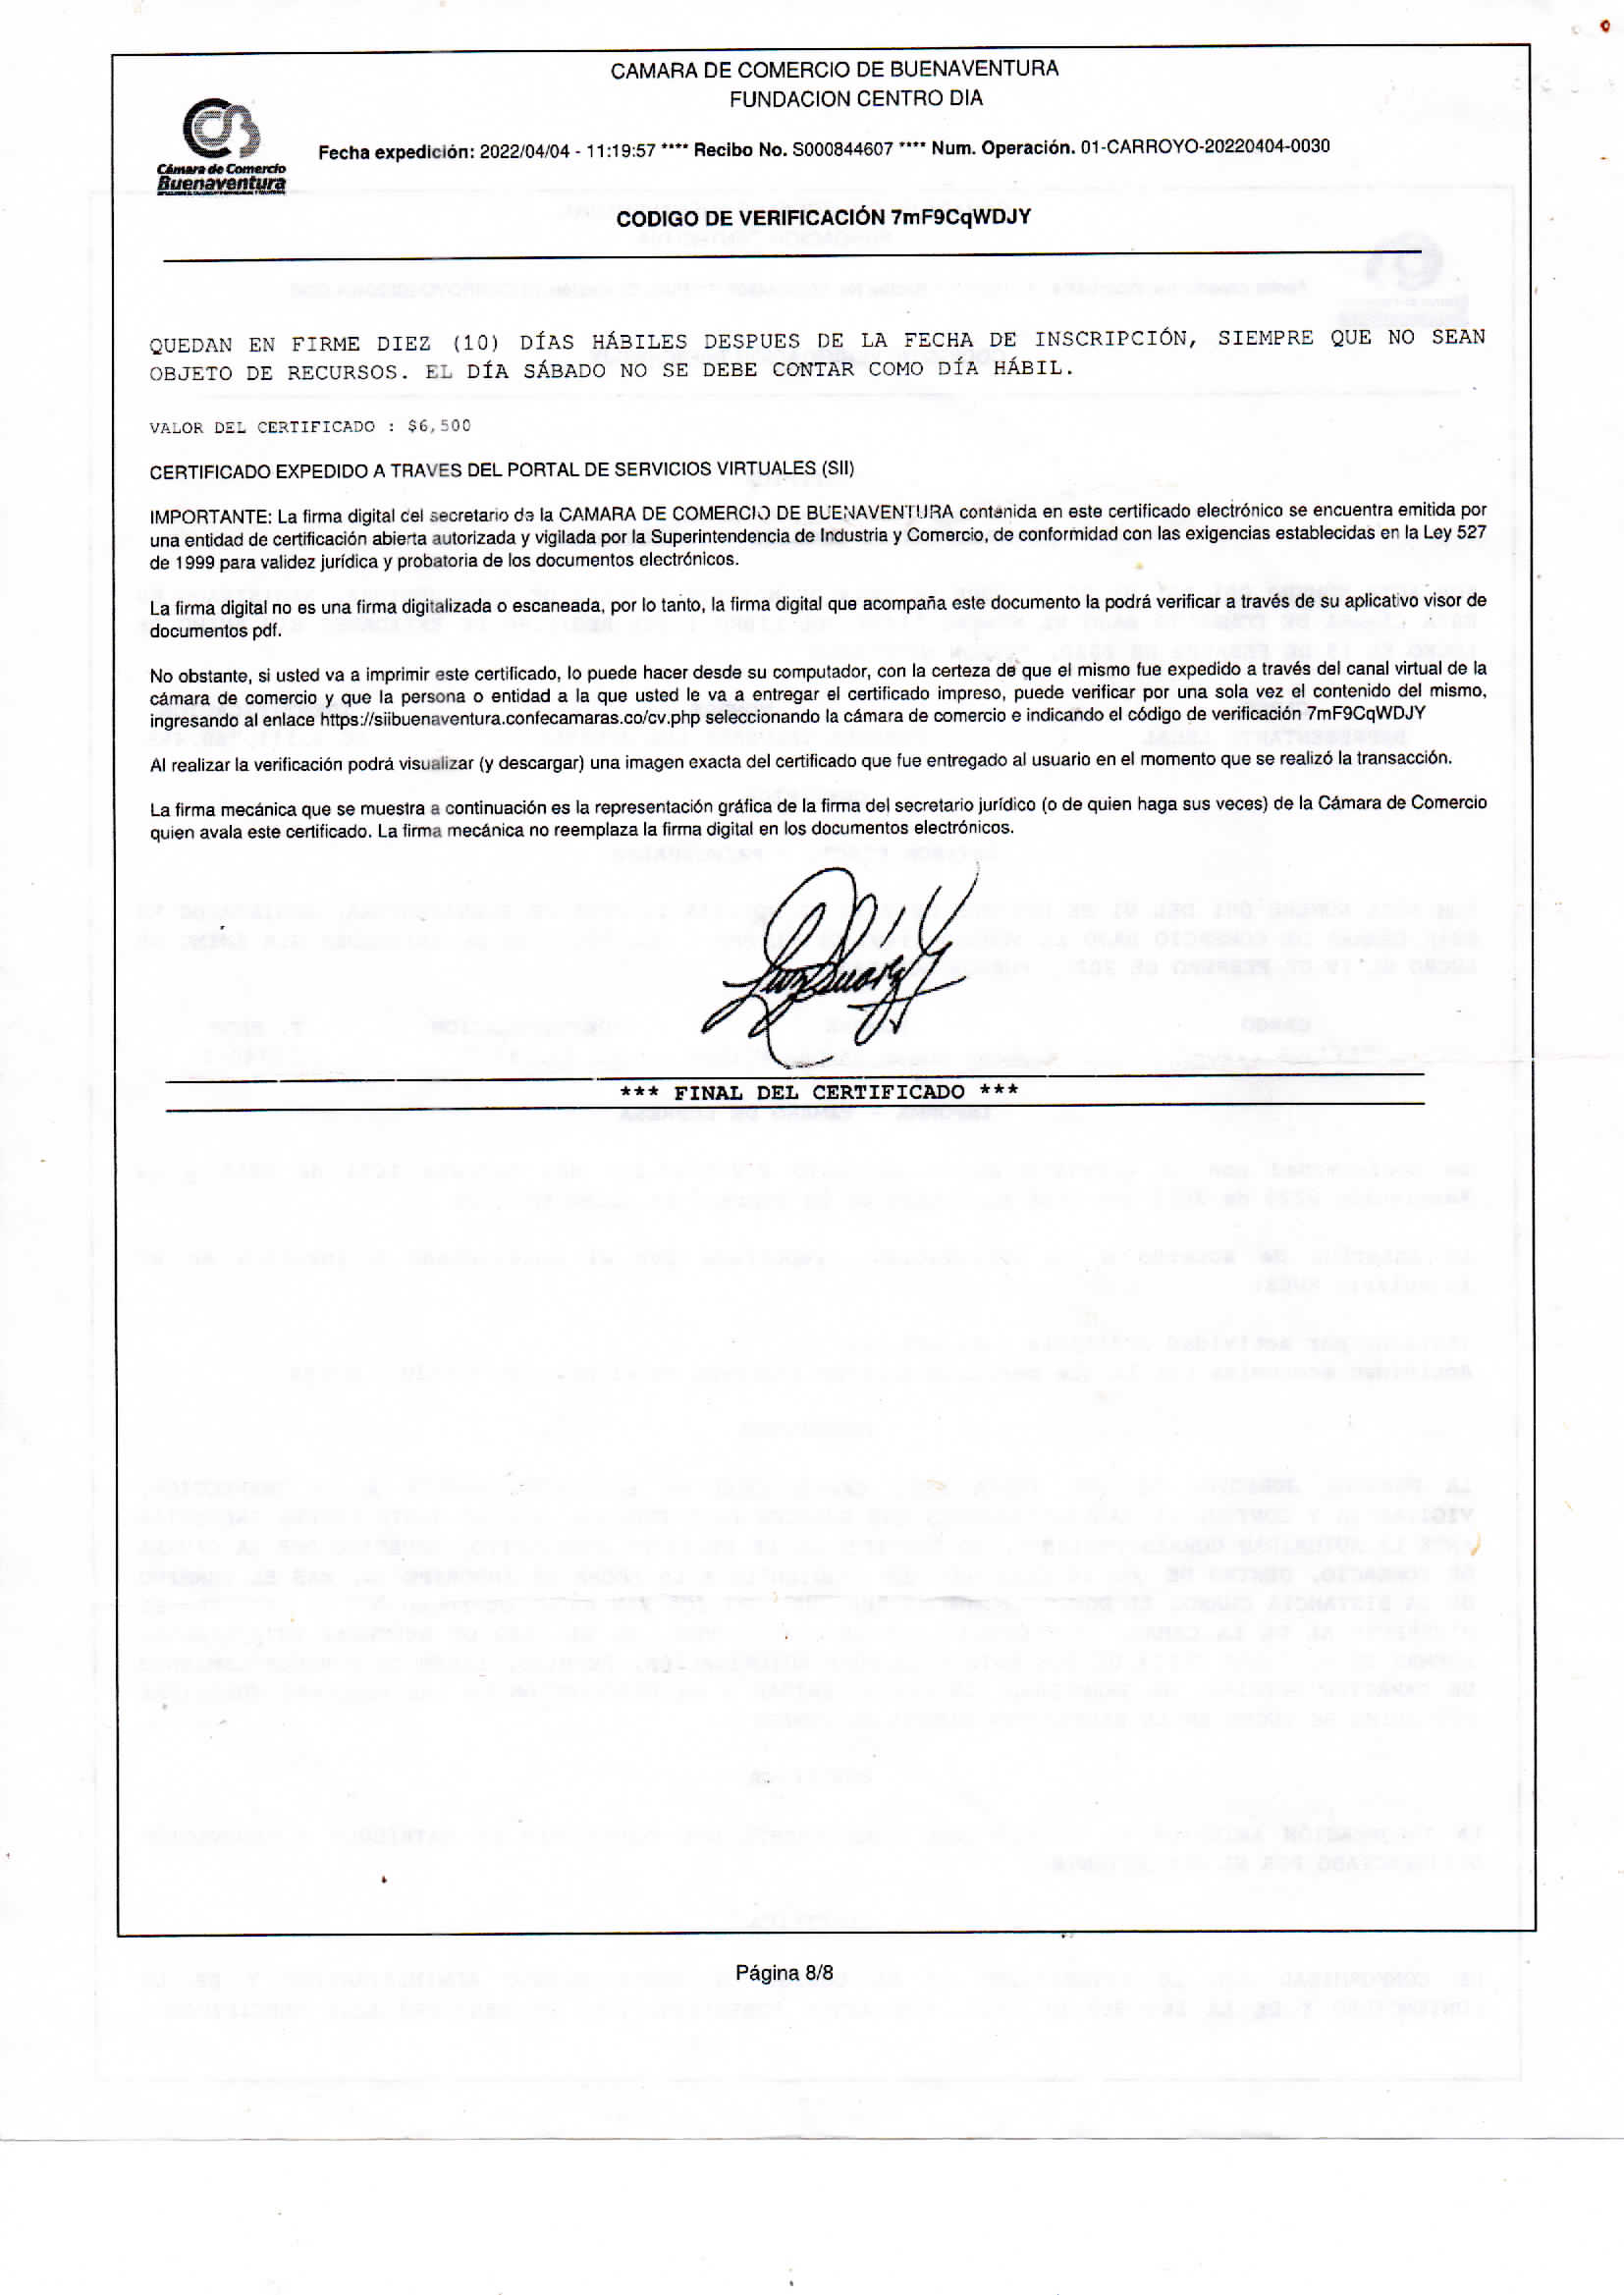 CAMARA DE COMERCIO DE BUENAVENTURA
FUNDACION CENTRO DIA
Cámara de Comercio
Buenaventura
Fecha expedición: 2022/04/04 - 11:19:57 **** Recibo No. S000844607 **** Num. Operación. 01-CARROYO-20220404-0030
CODIGO DE VERIFICACIÓN 7mF9CqWDJY
QUEDAN EN FIRME DIEZ (10) DÍAS HÁBILES DESPUES DE LA FECHA DE INSCRIPCIÓN, SIEMPRE QUE NO SEAN
OBJETO DE RECURSOS. EL DÍA SÁBADO NO SE DEBE CONTAR COMO DÍA HÁBIL.
VALOR DEL CERTIFICADO : $6,500
CERTIFICADO EXPEDIDO A TRAVES DEL PORTAL DE SERVICIOS VIRTUALES (SII)
IMPORTANTE: La firma digital del secretario de la CAMARA DE COMERCIO DE BUENAVENTURA contenida en este certificado electrónico se encuentra emitida por
una entidad de certificación abierta autorizada y vigilada por la Superintendencia de Industria y Comercio, de conformidad con las exigencias establecidas en la Ley 527
de 1999 para validez jurídica y probatoria de los documentos electrónicos.
La firma digital no es una firma digitalizada o escaneada, por lo tanto, la firma digital que acompaña este documento la podrá verificar a través de su aplicativo visor de
documentos pdf.
No obstante, si usted va a imprimir este certificado, lo puede hacer desde su computador, con la certeza de que el mismo fue expedido a través del canal virtual de la
cámara de comercio y que la persona o entidad a la que usted le va a entregar el certificado impreso, puede verificar por una sola vez el contenido del mismo,
ingresando al enlace https://siibuenaventura.confecamaras.co/cv.php seleccionando la cámara de comercio e indicando el código de verificación 7mF9CqWDJY
Al realizar la verificación podrá visualizar (y descargar) una imagen exacta del certificado que fue entregado al usuario en el momento que se realizó la transacción.
La firma mecánica que se muestra a continuación es la representación gráfica de la firma del secretario jurídico (o de quien haga sus veces) de la Cámara de Comercio
quien avala este certificado. La firma mecánica no reemplaza la firma digital en los documentos electrónicos.
*** FINAL DEL CERTIFICADO ***
Página 8/8